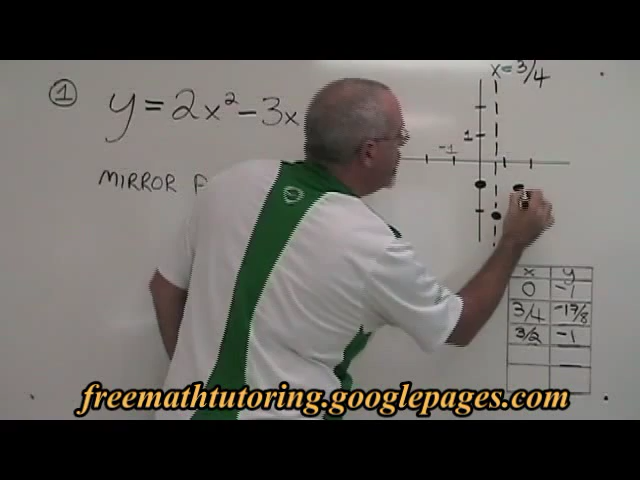 x = 3/4
① y = 2x² - 3x
1
-1
MIRROR
x y
0 -1
3/4 -17/8
3/2 -1
freemathtutoring.googlepages.com